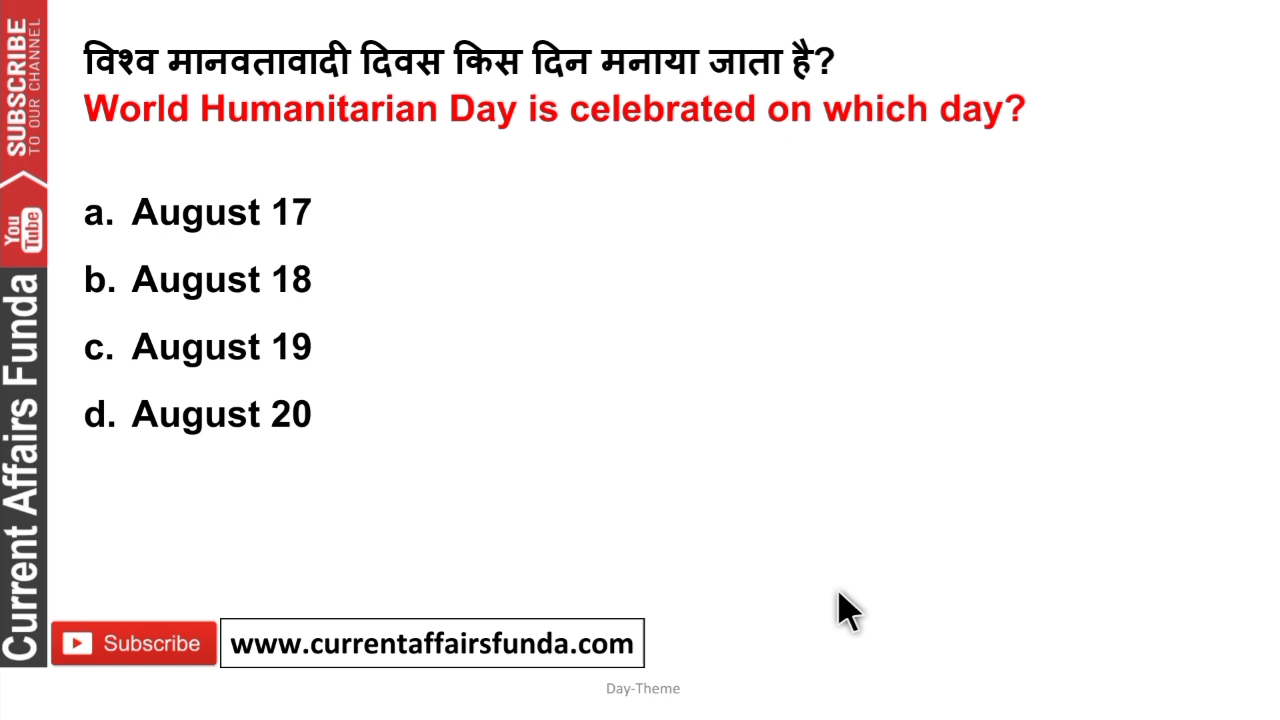 विश्व मानवतावादी दिवस किस दिन मनाया जाता है?
World Humanitarian Day is celebrated on which day?
a. August 17
b. August 18
c. August 19
d. August 20
SUBSCRIBE
TO OUR CHANNEL
You
Tube
Current Affairs Funda
Subscribe
www.currentaffairsfunda.com
Day-Theme